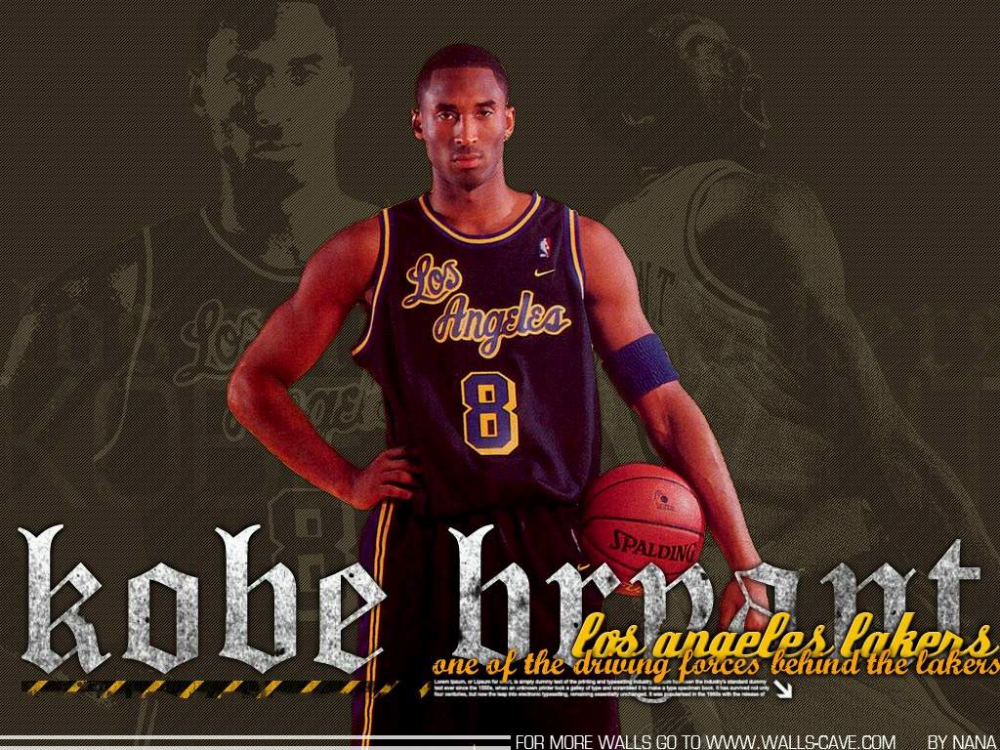 Los
Angeles
8
SPALDING
kobe bryant
los angeles lakers
one of the driving forces behind the lakers
Lorem Ipsum, or Lipsum for short, is simply dummy text of the printing and typesetting industry.
the industry's standard dummy
text ever since the 1500s, when an unknown printer took a galley of type and scrambled it to make a type specimen book. It has survived not only
four centuries, but now the leap into electronic typesetting, remaining essentially unchanged. It was popularised in the 1960s with the release of
FOR MORE WALLS GO TO WWW.WALLS-CAVE.COM BY NANA